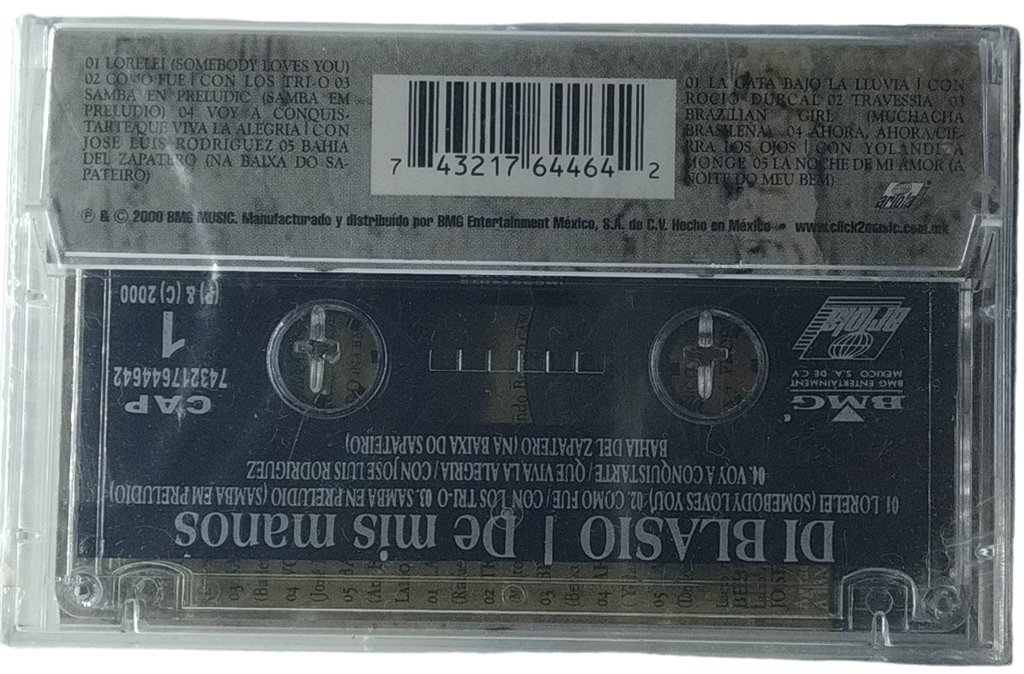 01 LORELEI (SOMEBODY LOVES YOU)
02 COMO FUE | CON LOS TRI-O 03
SAMBA EN PRELUDIO (SAMBA EM
PRELUDIO) 04 VOY A CONQUIS-
TARTE/QUE VIVA LA ALEGRIA | CON
JOSE LUIS RODRIGUEZ 05 BAHIA
DEL ZAPATERO (NA BAIXA DO SA-
PATEIRO)
7 43217 64464 2
01 LA GATA BAJO LA LLUVIA | CON
ROCIO DURCAL 02 TRAVESSIA 03
BRAZILIAN GIRL (MUCHACHA
BRASILENA) 04 AHORA, AHORA/CIE-
RRA LOS OJOS | CON YOLANDITA
MONGE 05 LA NOCHE DE MI AMOR (A
NOITE DO MEU BEM)
ariola
℗ & © 2000 BMG MUSIC. Manufacturado y distribuido por BMG Entertainment México, S.A. de C.V. Hecho en México • www.click2music.com.mx
DI BLASIO | De mis manos
01. LORELEI (SOMEBODY LOVES YOU) 02. COMO FUE / CON LOS TRI-O 03. SAMBA EN PRELUDIO (SAMBA EM PRELUDIO)
04. VOY A CONQUISTARTE / QUE VIVA LA ALEGRIA / CON JOSE LUIS RODRIGUEZ
BAHIA DEL ZAPATERO (NA BAIXA DO SAPATEIRO)
BMG
BMG ENTERTAINMENT
MEXICO S.A. DE C.V.
ariola
CAP
743217644642
1
(P) & (C) 2000